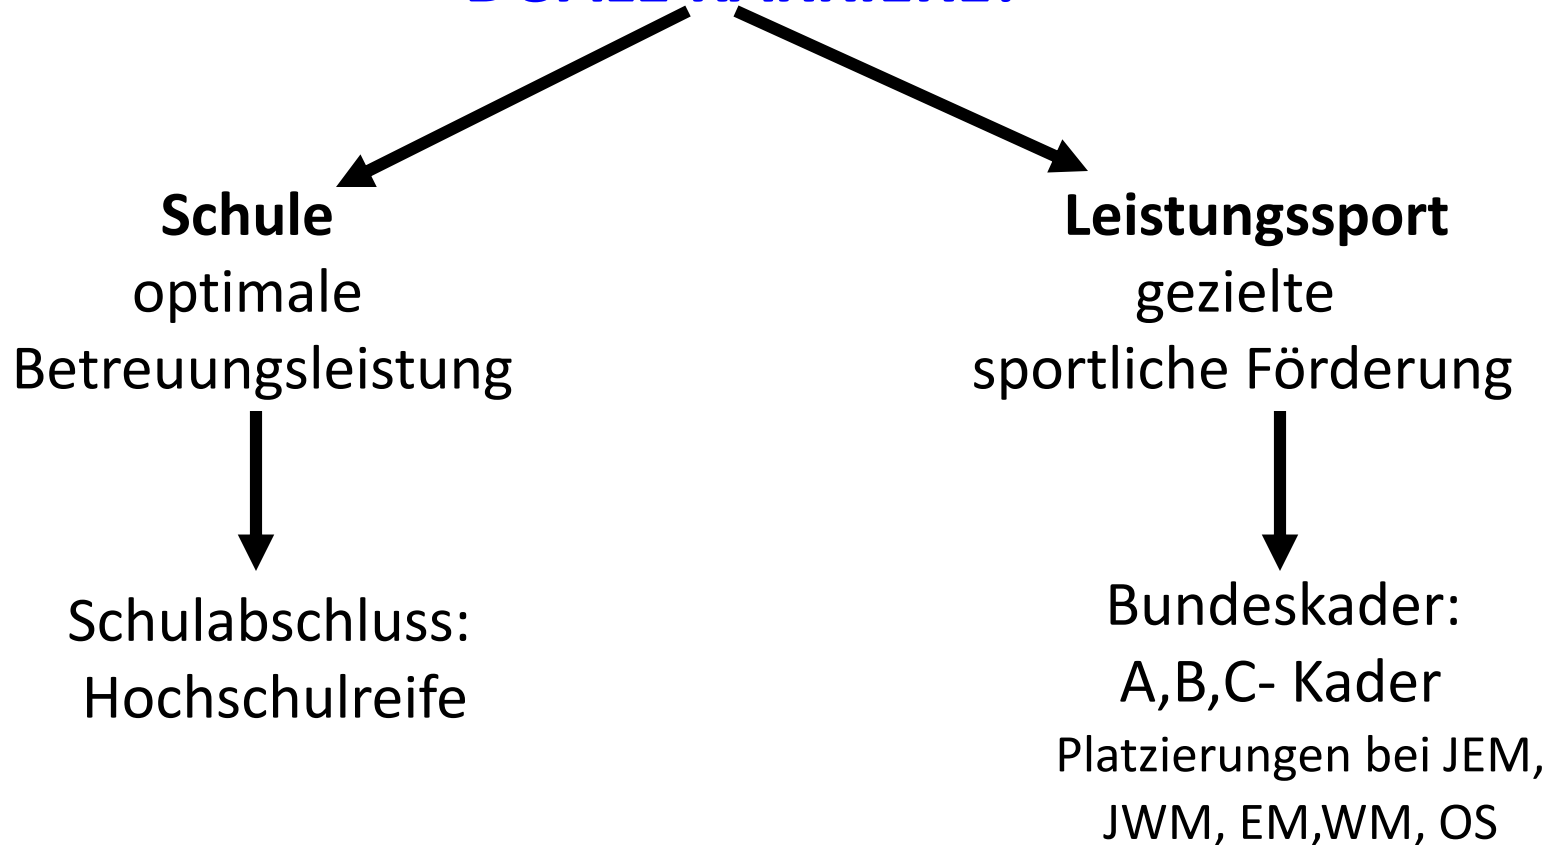 Schule
optimale
Betreuungsleistung
Schulabschluss:
Hochschulreife
Leistungssport
gezielte
sportliche Förderung
Bundeskader:
A,B,C- Kader
Platzierungen bei JEM,
JWM, EM,WM, OS